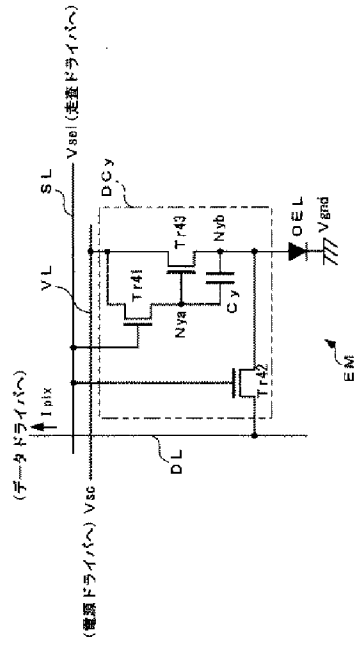 (データドライバへ)
Ipix
(電源ドライバへ) Vsc
Vsel (走査ドライバへ)
SL
VL
DCy
Tr41
Tr43
Nya
Nyb
Cy
Tr42
DL
OEL
Vgnd
EM